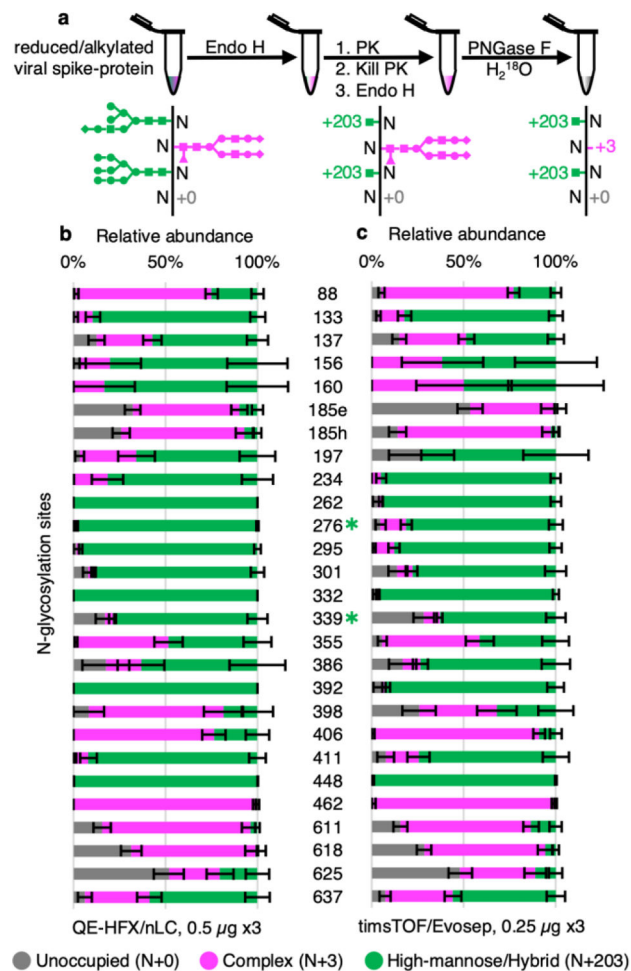 a
reduced/alkylated
viral spike-protein
Endo H
1. PK
2. Kill PK
3. Endo H
PNGase F
H₂¹⁸O
N
N
N
N +0
+203 N
N
+203 N
N +0
+203 N
N +3
+203 N
N +0
b Relative abundance
0% 50% 100%
c Relative abundance
0% 50% 100%
N-glycosylation sites
88
133
137
156
160
185e
185h
197
234
262
276*
295
301
332
339*
355
386
392
398
406
411
448
462
611
618
625
637
QE-HFX/nLC, 0.5 µg x3
timsTOF/Evosep, 0.25 µg x3
Unoccupied (N+0) Complex (N+3) High-mannose/Hybrid (N+203)